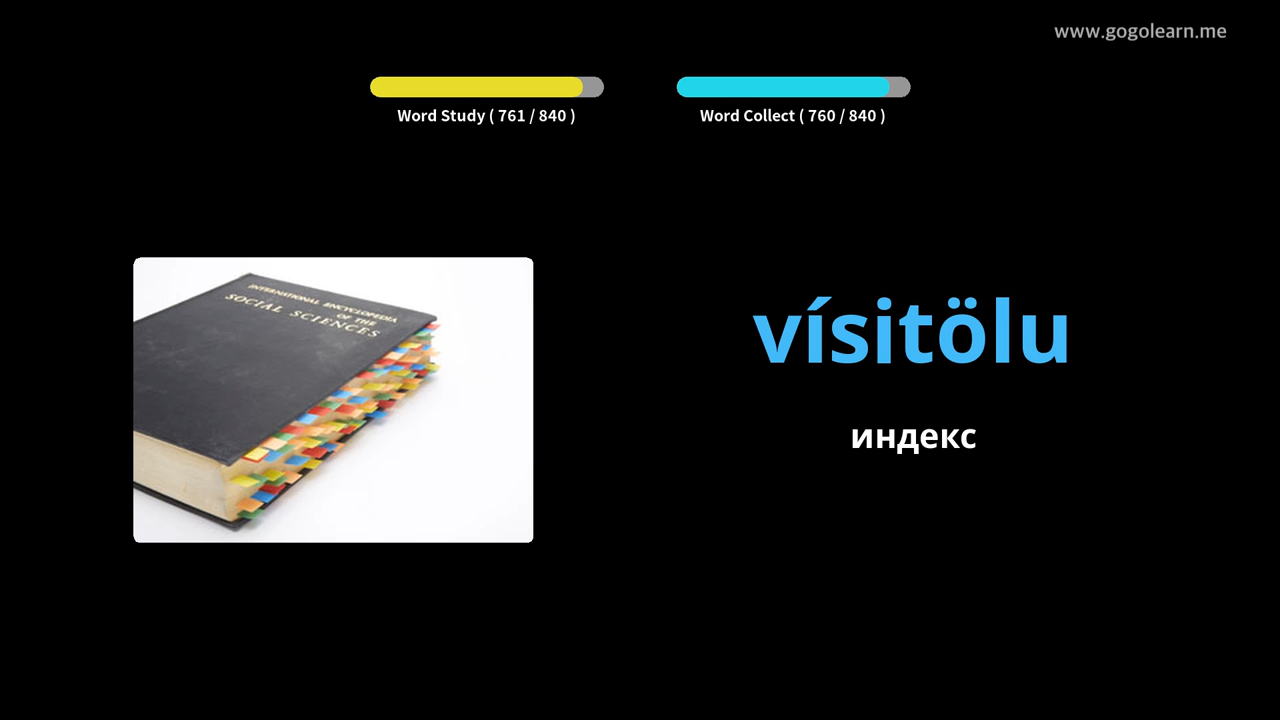 www.gogolearn.me
Word Study ( 761 / 840 )
Word Collect ( 760 / 840 )
INTERNATIONAL ENCYCLOPEDIA
OF THE
SOCIAL SCIENCES
vísitölu
индекс